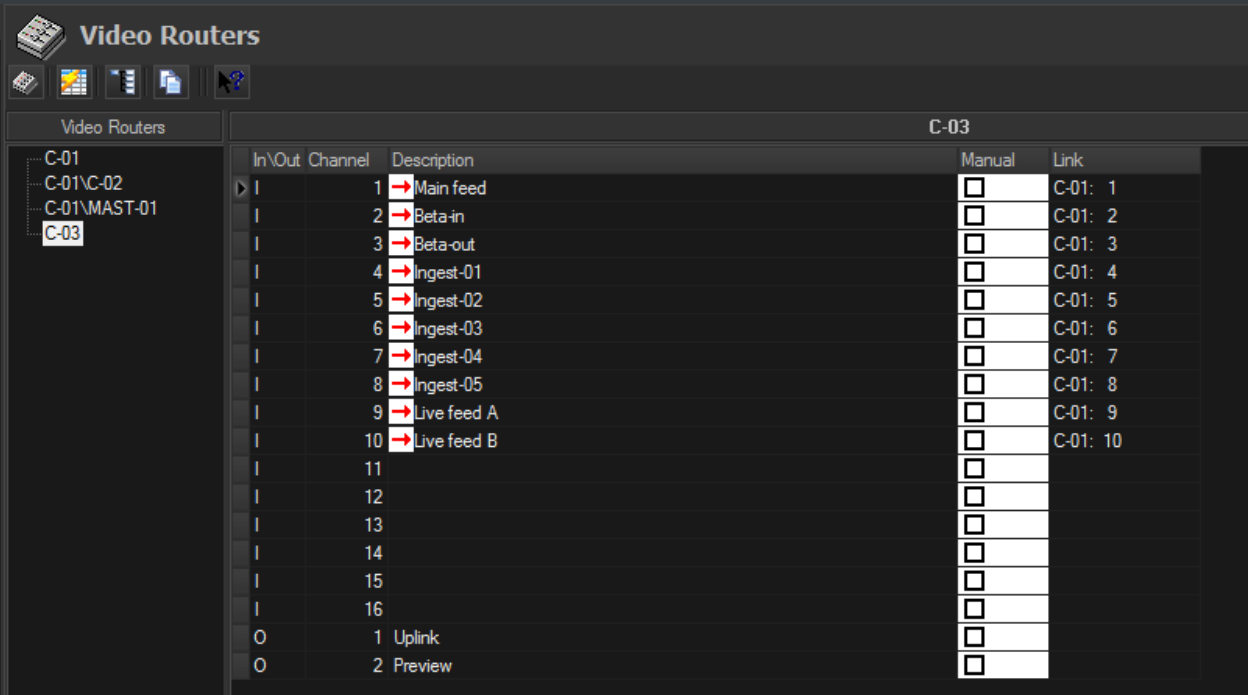 Video Routers
Video Routers
C-03
C-01
C-01\C-02
C-01\MAST-01
C-03
In\Out Channel Description Manual Link
I 1 Main feed C-01: 1
I 2 Beta-in C-01: 2
I 3 Beta-out C-01: 3
I 4 Ingest-01 C-01: 4
I 5 Ingest-02 C-01: 5
I 6 Ingest-03 C-01: 6
I 7 Ingest-04 C-01: 7
I 8 Ingest-05 C-01: 8
I 9 Live feed A C-01: 9
I 10 Live feed B C-01: 10
I 11
I 12
I 13
I 14
I 15
I 16
O 1 Uplink
O 2 Preview